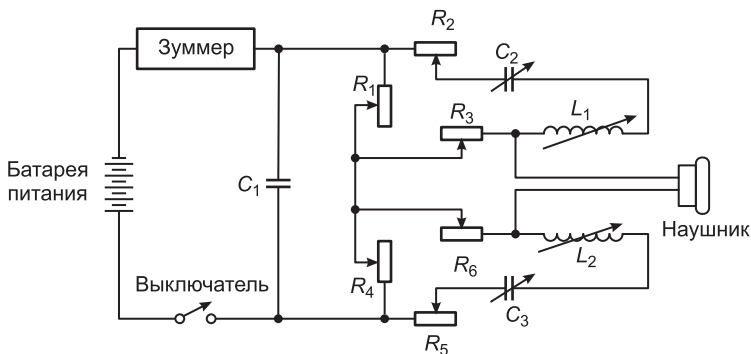 R2
Зуммер
C2
R1
R3
L1
Батарея
питания
C1
Наушник
Выключатель
R4
R6
L2
C3
R5